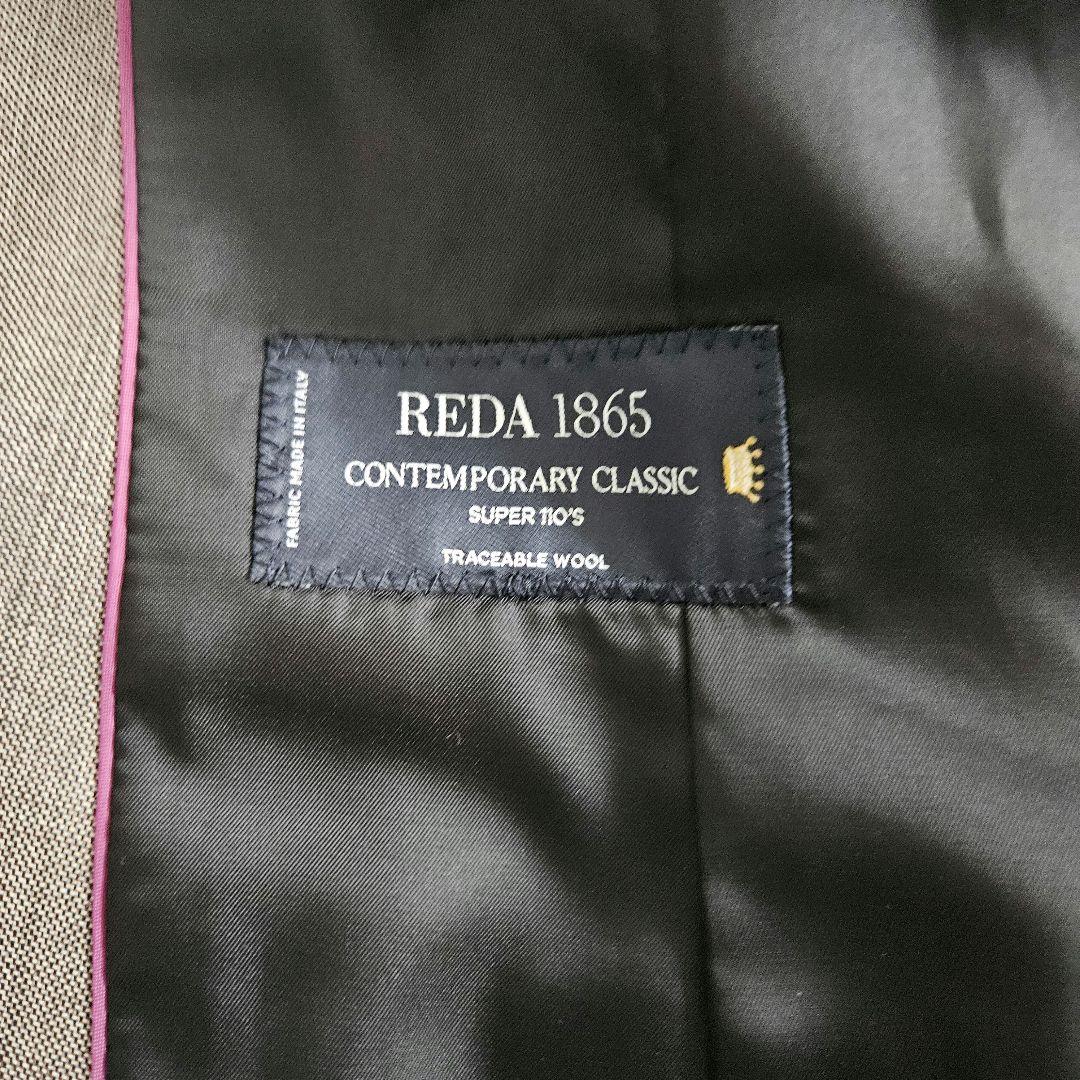 REDA 1865
CONTEMPORARY CLASSIC
SUPER 110'S
TRACEABLE WOOL
FABRIC MADE IN ITALY